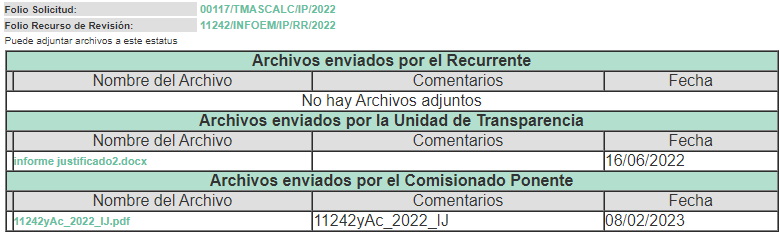 Folio Solicitud: 00117/TMASCALC/IP/2022
Folio Recurso de Revisión: 11242/INFOEM/IP/RR/2022
Puede adjuntar archivos a este estatus
Archivos enviados por el Recurrente
Nombre del Archivo Comentarios Fecha
No hay Archivos adjuntos
Archivos enviados por la Unidad de Transparencia
Nombre del Archivo Comentarios Fecha
informe justificado2.docx 16/06/2022
Archivos enviados por el Comisionado Ponente
Nombre del Archivo Comentarios Fecha
11242yAc_2022_IJ.pdf 11242yAc_2022_IJ 08/02/2023